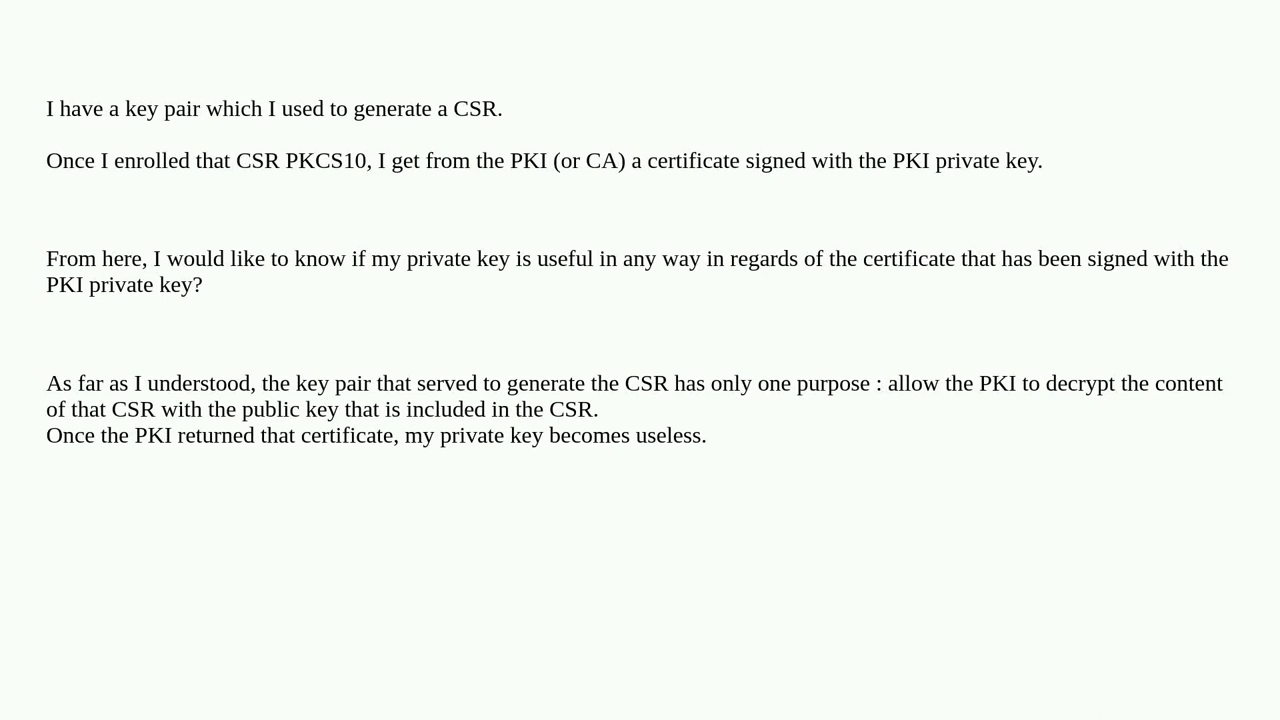 I have a key pair which I used to generate a CSR.
Once I enrolled that CSR PKCS10, I get from the PKI (or CA) a certificate signed with the PKI private key.
From here, I would like to know if my private key is useful in any way in regards of the certificate that has been signed with the
PKI private key?
As far as I understood, the key pair that served to generate the CSR has only one purpose : allow the PKI to decrypt the content
of that CSR with the public key that is included in the CSR.
Once the PKI returned that certificate, my private key becomes useless.